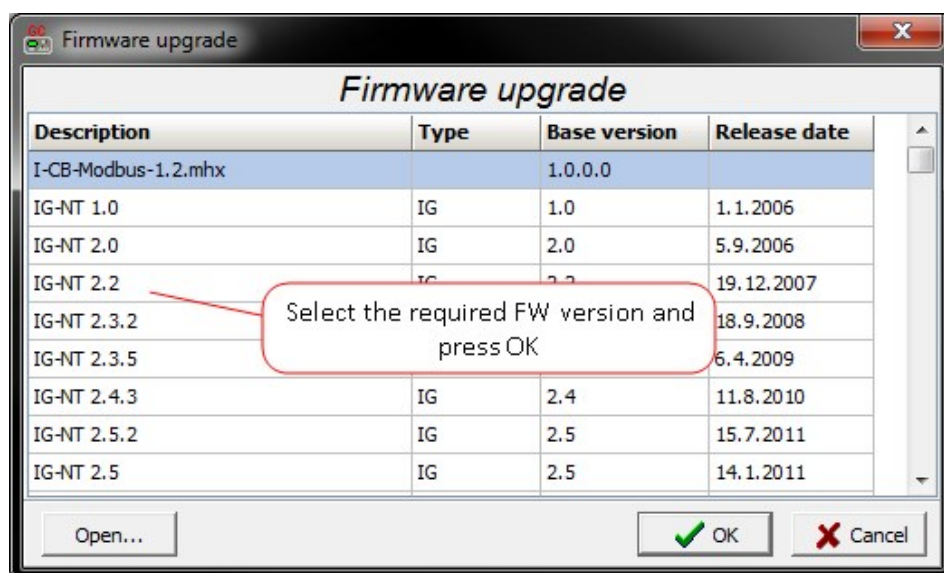 GC
Firmware upgrade
Firmware upgrade
Description Type Base version Release date
I-CB-Modbus-1.2.mhx 1.0.0.0
IG-NT 1.0 IG 1.0 1.1.2006
IG-NT 2.0 IG 2.0 5.9.2006
IG-NT 2.2 19.12.2007
IG-NT 2.3.2 18.9.2008
IG-NT 2.3.5 6.4.2009
Select the required FW version and
press OK
IG-NT 2.4.3 IG 2.4 11.8.2010
IG-NT 2.5.2 IG 2.5 15.7.2011
IG-NT 2.5 IG 2.5 14.1.2011
Open... OK Cancel